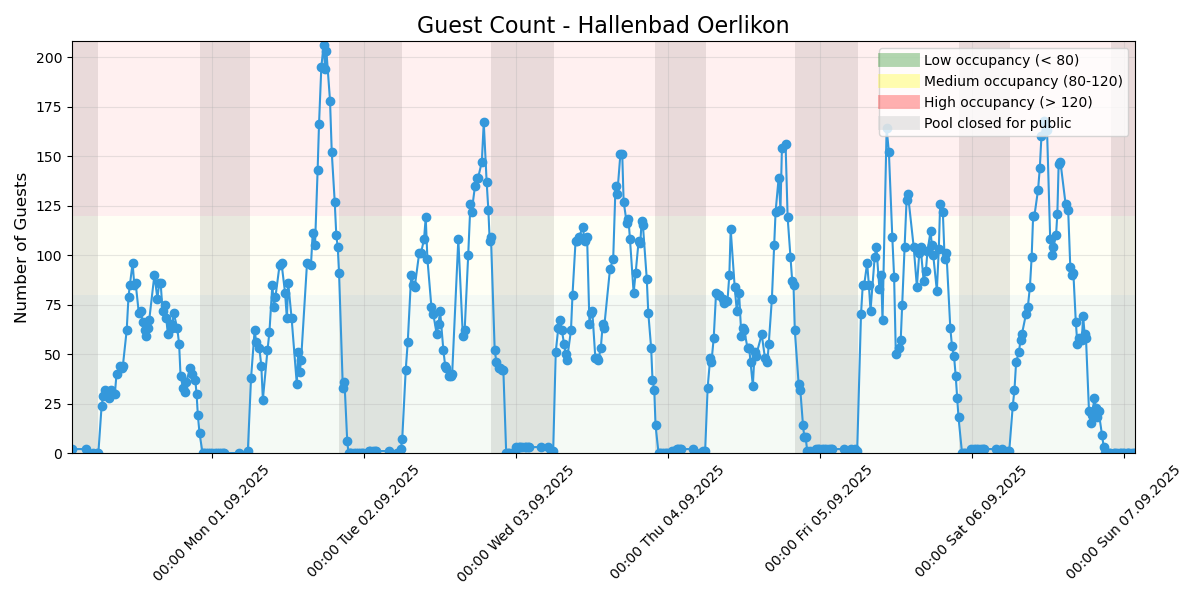 Guest Count - Hallenbad Oerlikon
Low occupancy (< 80)
Medium occupancy (80-120)
High occupancy (> 120)
Pool closed for public
Number of Guests
200
175
150
125
100
75
50
25
0
00:00 Mon 01.09.2025
00:00 Tue 02.09.2025
00:00 Wed 03.09.2025
00:00 Thu 04.09.2025
00:00 Fri 05.09.2025
00:00 Sat 06.09.2025
00:00 Sun 07.09.2025